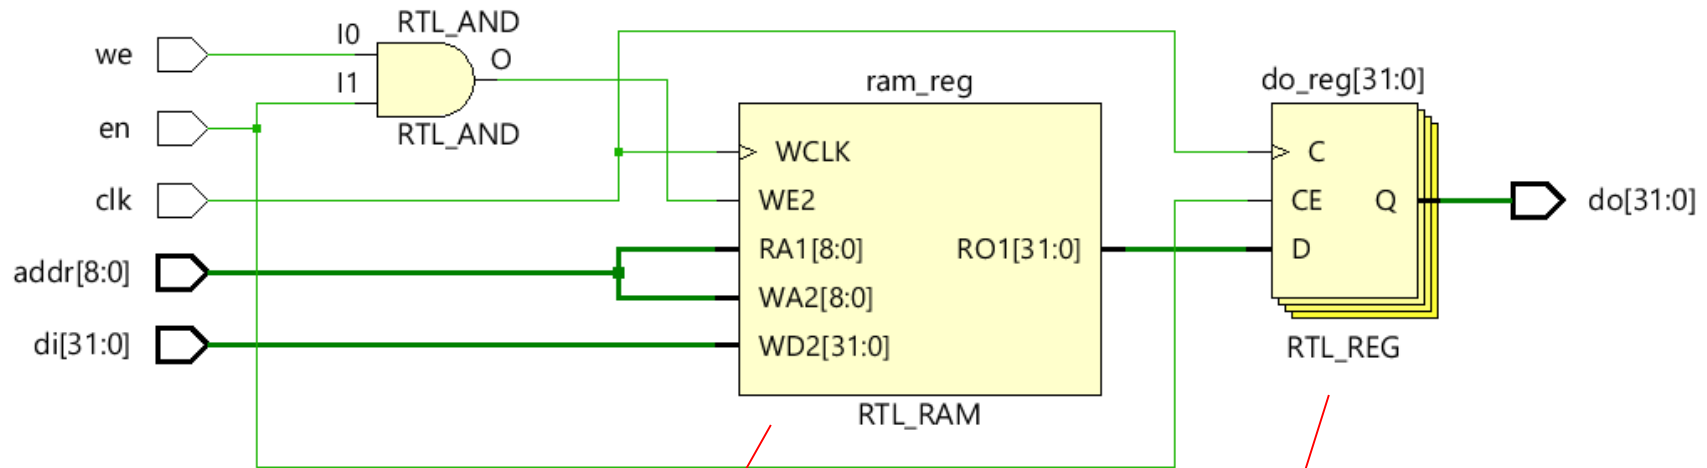 we
en
clk
addr[8:0]
di[31:0]
I0
I1
RTL_AND
O
RTL_AND
ram_reg
WCLK
WE2
RA1[8:0]
WA2[8:0]
WD2[31:0]
RO1[31:0]
RTL_RAM
do_reg[31:0]
C
CE
D
Q
RTL_REG
do[31:0]